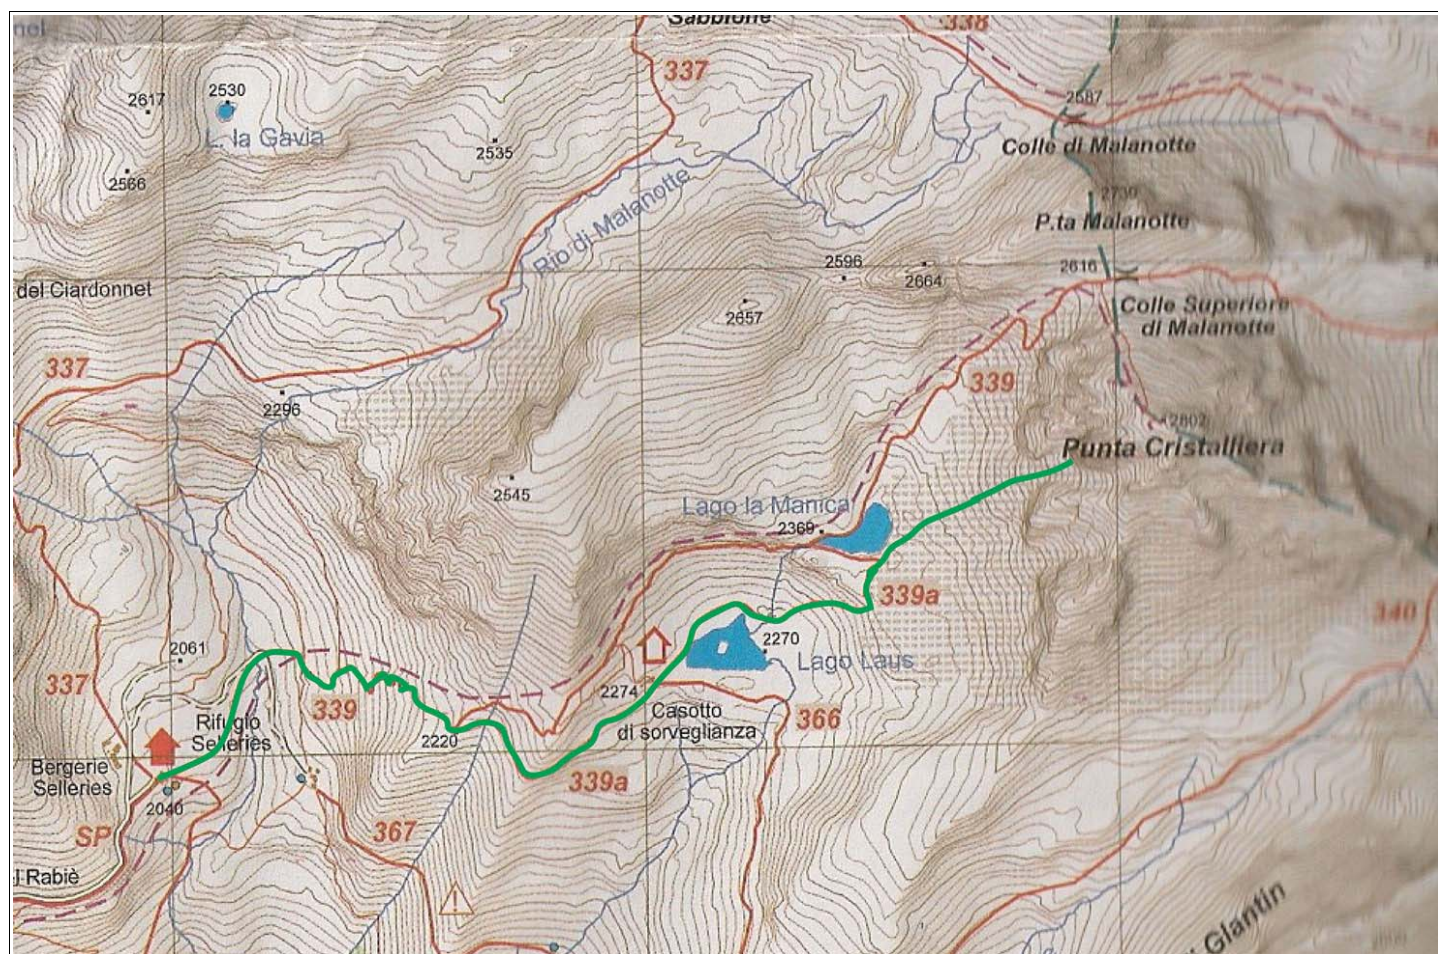 nel
Sabbione
338
337
2617
2530
2587
L. la Gavia
Colle di Malanotte
2535
2566
2730
Rio di Malanotte
P.ta Malanotte
2596
2616
2664
del Ciardonnet
2657
Colle Superiore
di Malanotte
337
339
2296
2802
Punta Cristalliera
2545
Lago la Manica
2369
339a
340
2061
2270
Lago Laus
337
2274
339
Rifugio
Selleries
Casotto
di sorveglianza
366
2220
Bergerie
Selleries
339a
2040
SP
367
Rabiè
Glantin